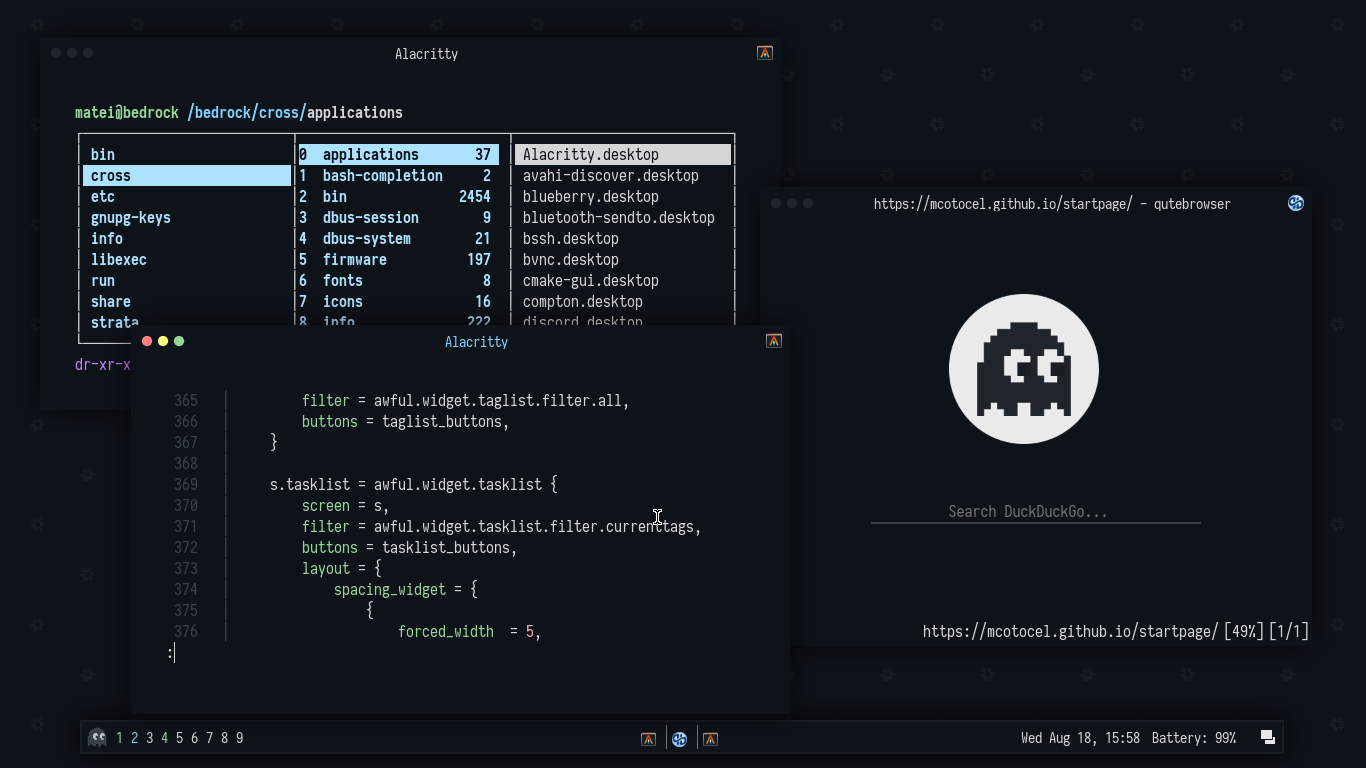 Alacritty
matei@bedrock /bedrock/cross/applications
bin 0 applications 37 Alacritty.desktop
cross 1 bash-completion 2 avahi-discover.desktop
etc 2 bin 2454 blueberry.desktop
gnupg-keys 3 dbus-session 9 bluetooth-sendto.desktop
info 4 dbus-system 21 bssh.desktop
libexec 5 firmware 197 bvnc.desktop
run 6 fonts 8 cmake-gui.desktop
share 7 icons 16 compton.desktop
strata 8 info 222 discord.desktop
dr-xr-x
https://mcotocel.github.io/startpage/ - qutebrowser
Search DuckDuckGo...
https://mcotocel.github.io/startpage/ [49%] [1/1]
Alacritty
365 filter = awful.widget.taglist.filter.all,
366 buttons = taglist_buttons,
367 }
368
369 s.tasklist = awful.widget.tasklist {
370 screen = s,
371 filter = awful.widget.tasklist.filter.currenttags,
372 buttons = tasklist_buttons,
373 layout = {
374 spacing_widget = {
375 {
376 forced_width = 5,
:
1 2 3 4 5 6 7 8 9
Wed Aug 18, 15:58 Battery: 99%